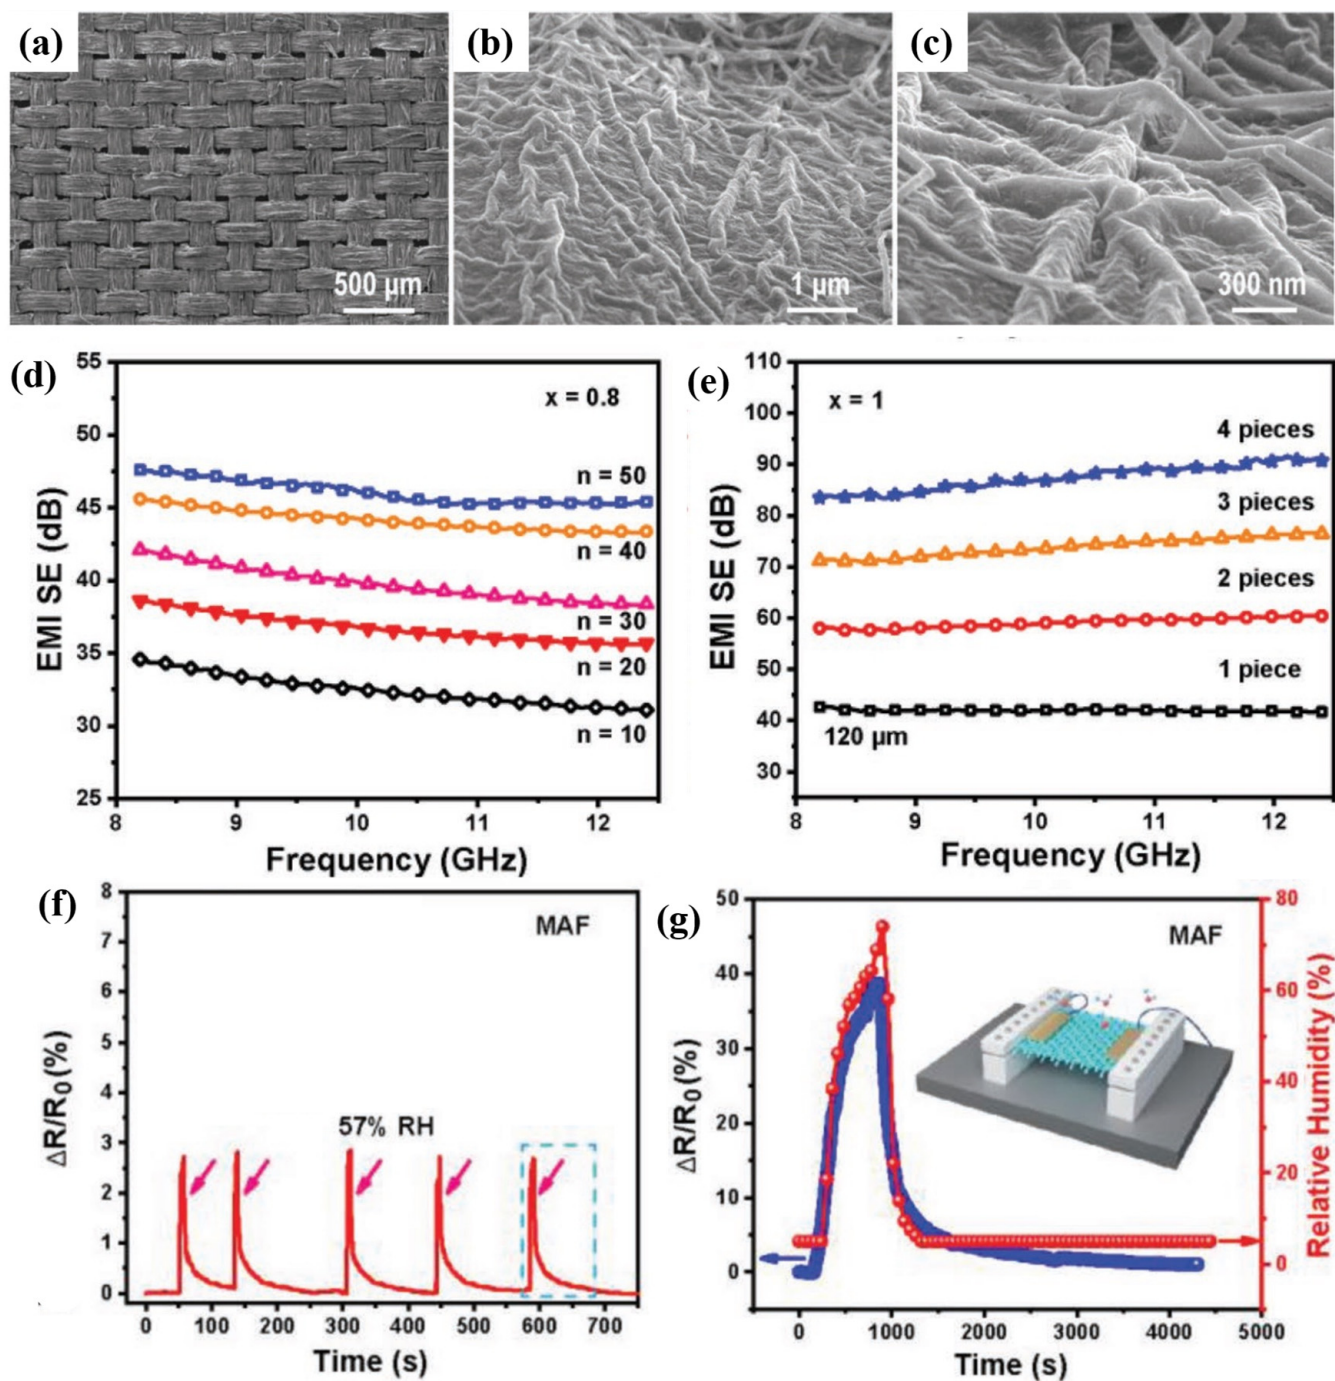 (a)
500 µm
(b)
1 µm
(c)
300 nm
(d)
55
50
45
40
35
30
25
EMI SE (dB)
x = 0.8
n = 50
n = 40
n = 30
n = 20
n = 10
8
9
10
11
12
Frequency (GHz)
(e)
110
100
90
80
70
60
50
40
30
EMI SE (dB)
x = 1
4 pieces
3 pieces
2 pieces
1 piece
120 µm
8
9
10
11
12
Frequency (GHz)
(f)
8
7
6
5
4
3
2
1
0
ΔR/R0(%)
MAF
57% RH
0
100
200
300
400
500
600
700
Time (s)
(g)
50
40
30
20
10
0
ΔR/R0(%)
MAF
80
60
40
20
0
Relative Humidity (%)
0
1000
2000
3000
4000
5000
Time (s)